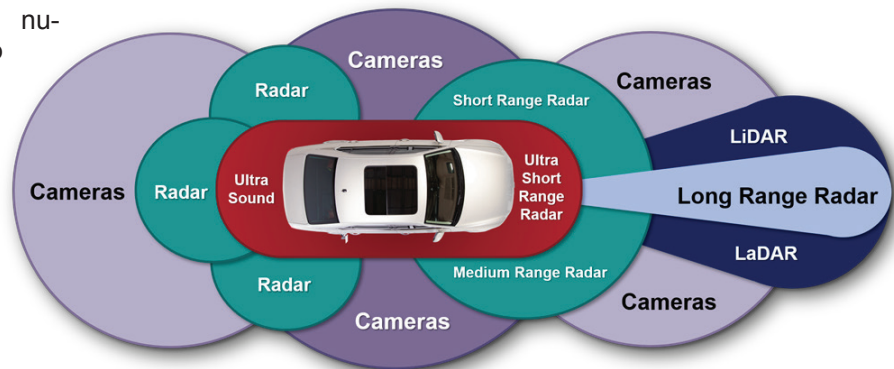 nu-
Cameras
Radar
Radar
Radar
Ultra
Sound
Cameras
Cameras
Short Range Radar
Medium Range Radar
Ultra
Short
Range
Radar
Cameras
Cameras
LiDAR
Long Range Radar
LaDAR